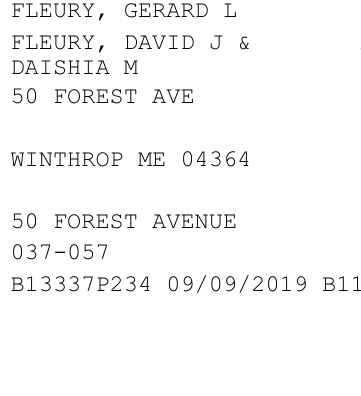 FLEURY, GERARD L
FLEURY, DAVID J &
DAISHIA M
50 FOREST AVE
WINTHROP ME 04364
50 FOREST AVENUE
037-057
B13337P234 09/09/2019 B11